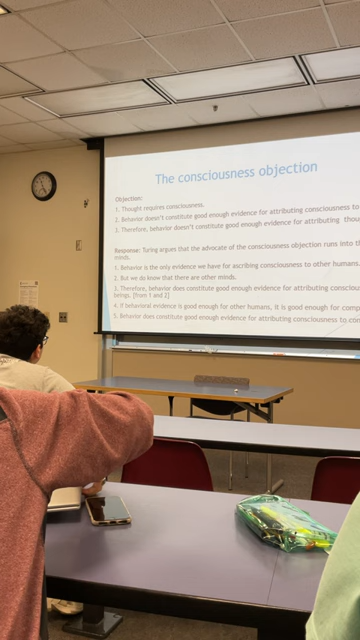 The consciousness objection
Objection:
1. Thought requires consciousness.
2. Behavior doesn't constitute good enough evidence for attributing consciousness to
3. Therefore, behavior doesn't constitute good enough evidence for attributing
Response: Turing argues that the advocate of the consciousness objection runs into
minds.
1. Behavior is the only evidence we have for ascribing consciousness to other humans.
2. But we do know that there are other minds.
3. Therefore, behavior does constitute good enough evidence for attributing
beings. [from 1 and 2]
4. If behavioral evidence is good enough for other humans, it is good enough for
5. Behavior does constitute good enough evidence for attributing consciousness to